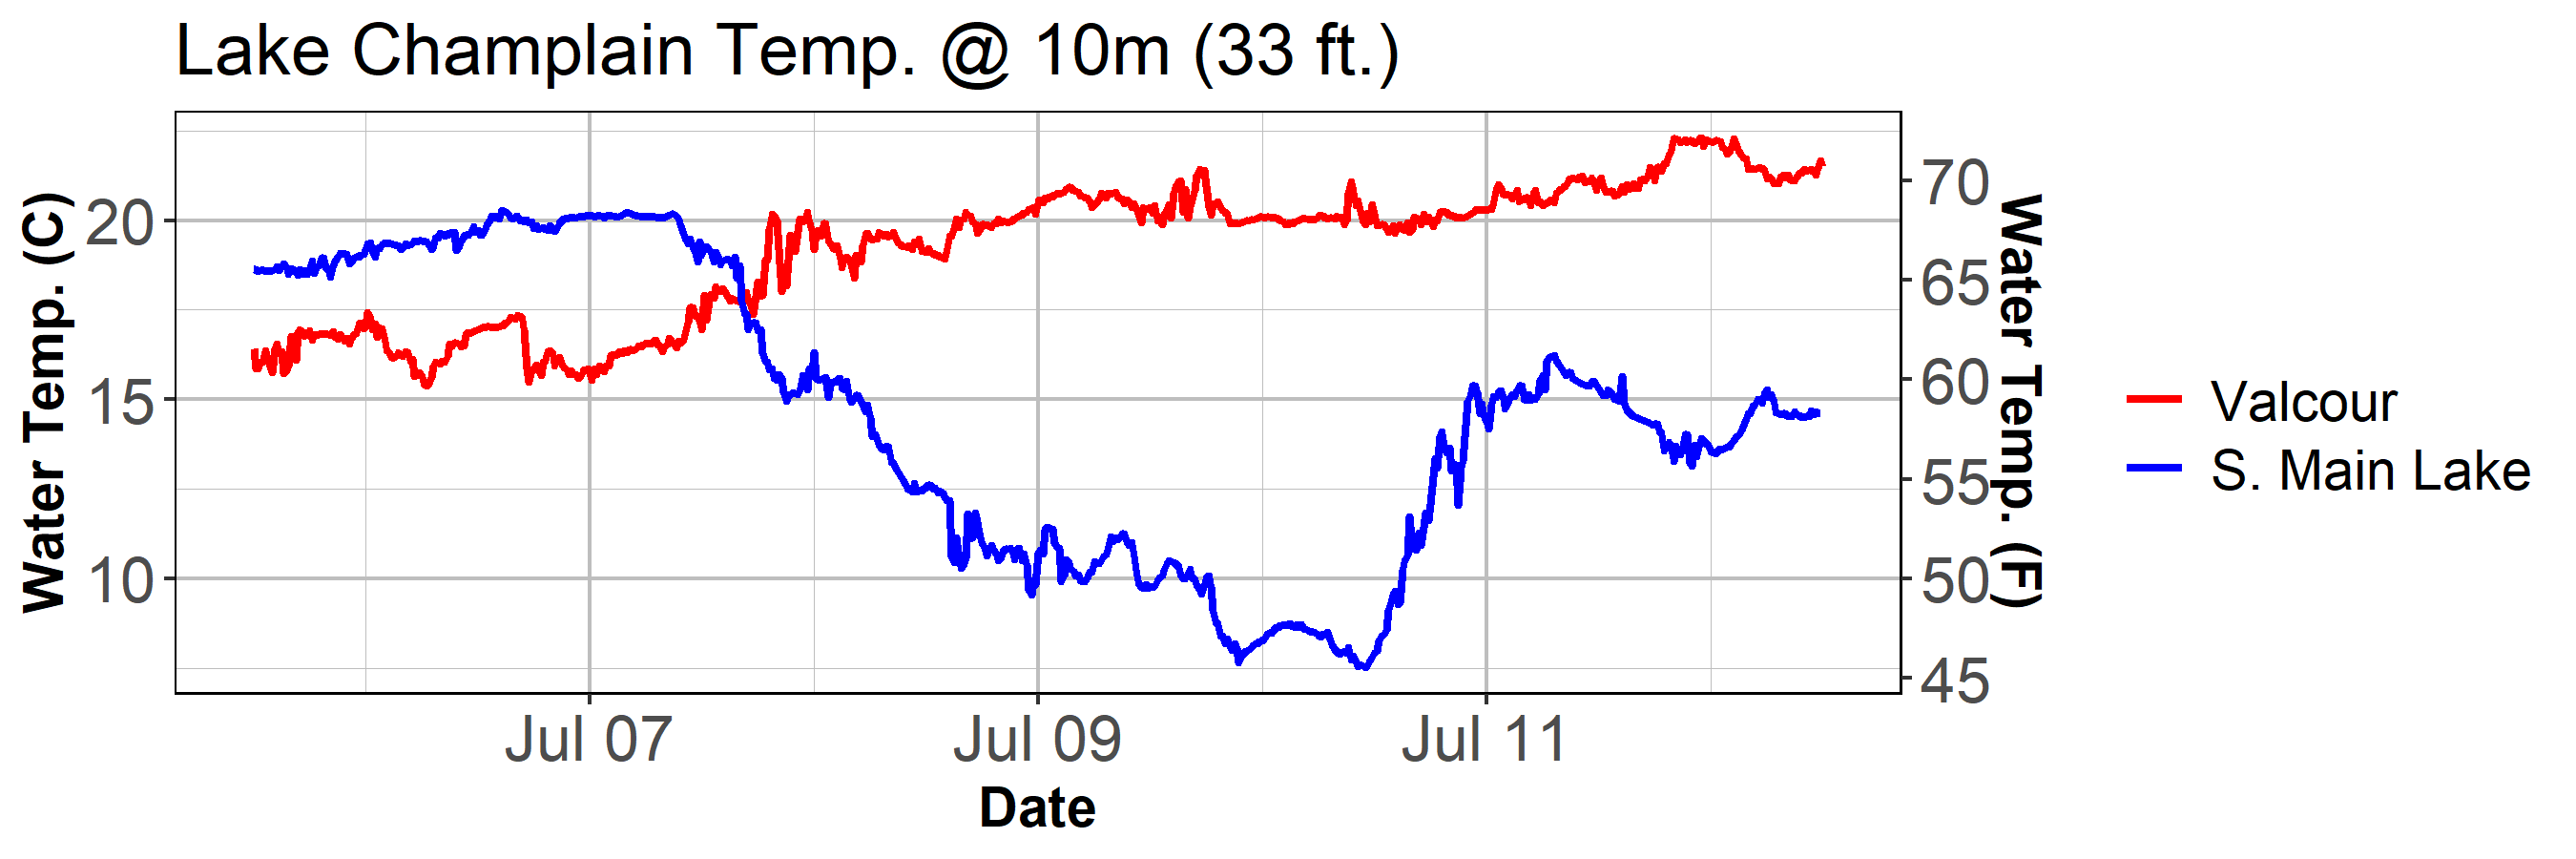 Lake Champlain Temp. @ 10m (33 ft.)
Water Temp. (C)
20
15
10
70
65
60
55
50
45
Water Temp. (F)
Jul 07
Jul 09
Jul 11
Date
Valcour
S. Main Lake